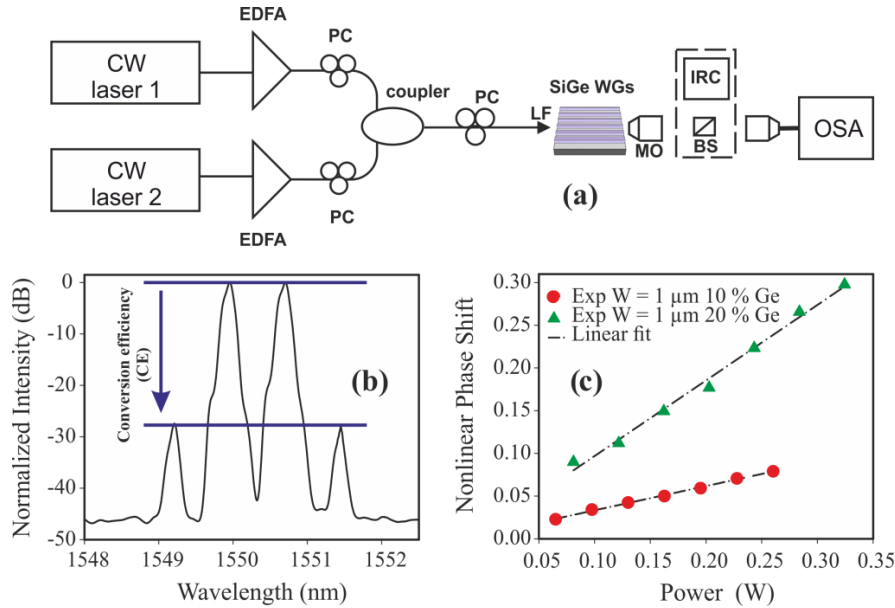 EDFA
CW
laser 1
PC
coupler
PC
LF
SiGe WGs
MO
IRC
BS
OSA
CW
laser 2
PC
EDFA
(a)
Normalized Intensity (dB)
0
-10
-20
-30
-40
-50
Conversion efficiency
(CE)
(b)
1548
1549
1550
1551
1552
Wavelength (nm)
Nonlinear Phase Shift
0.30
0.25
0.20
0.15
0.10
0.05
0.00
Exp W = 1 μm 10 % Ge
Exp W = 1 μm 20 % Ge
Linear fit
(c)
0.05
0.10
0.15
0.20
0.25
0.30
0.35
Power (W)